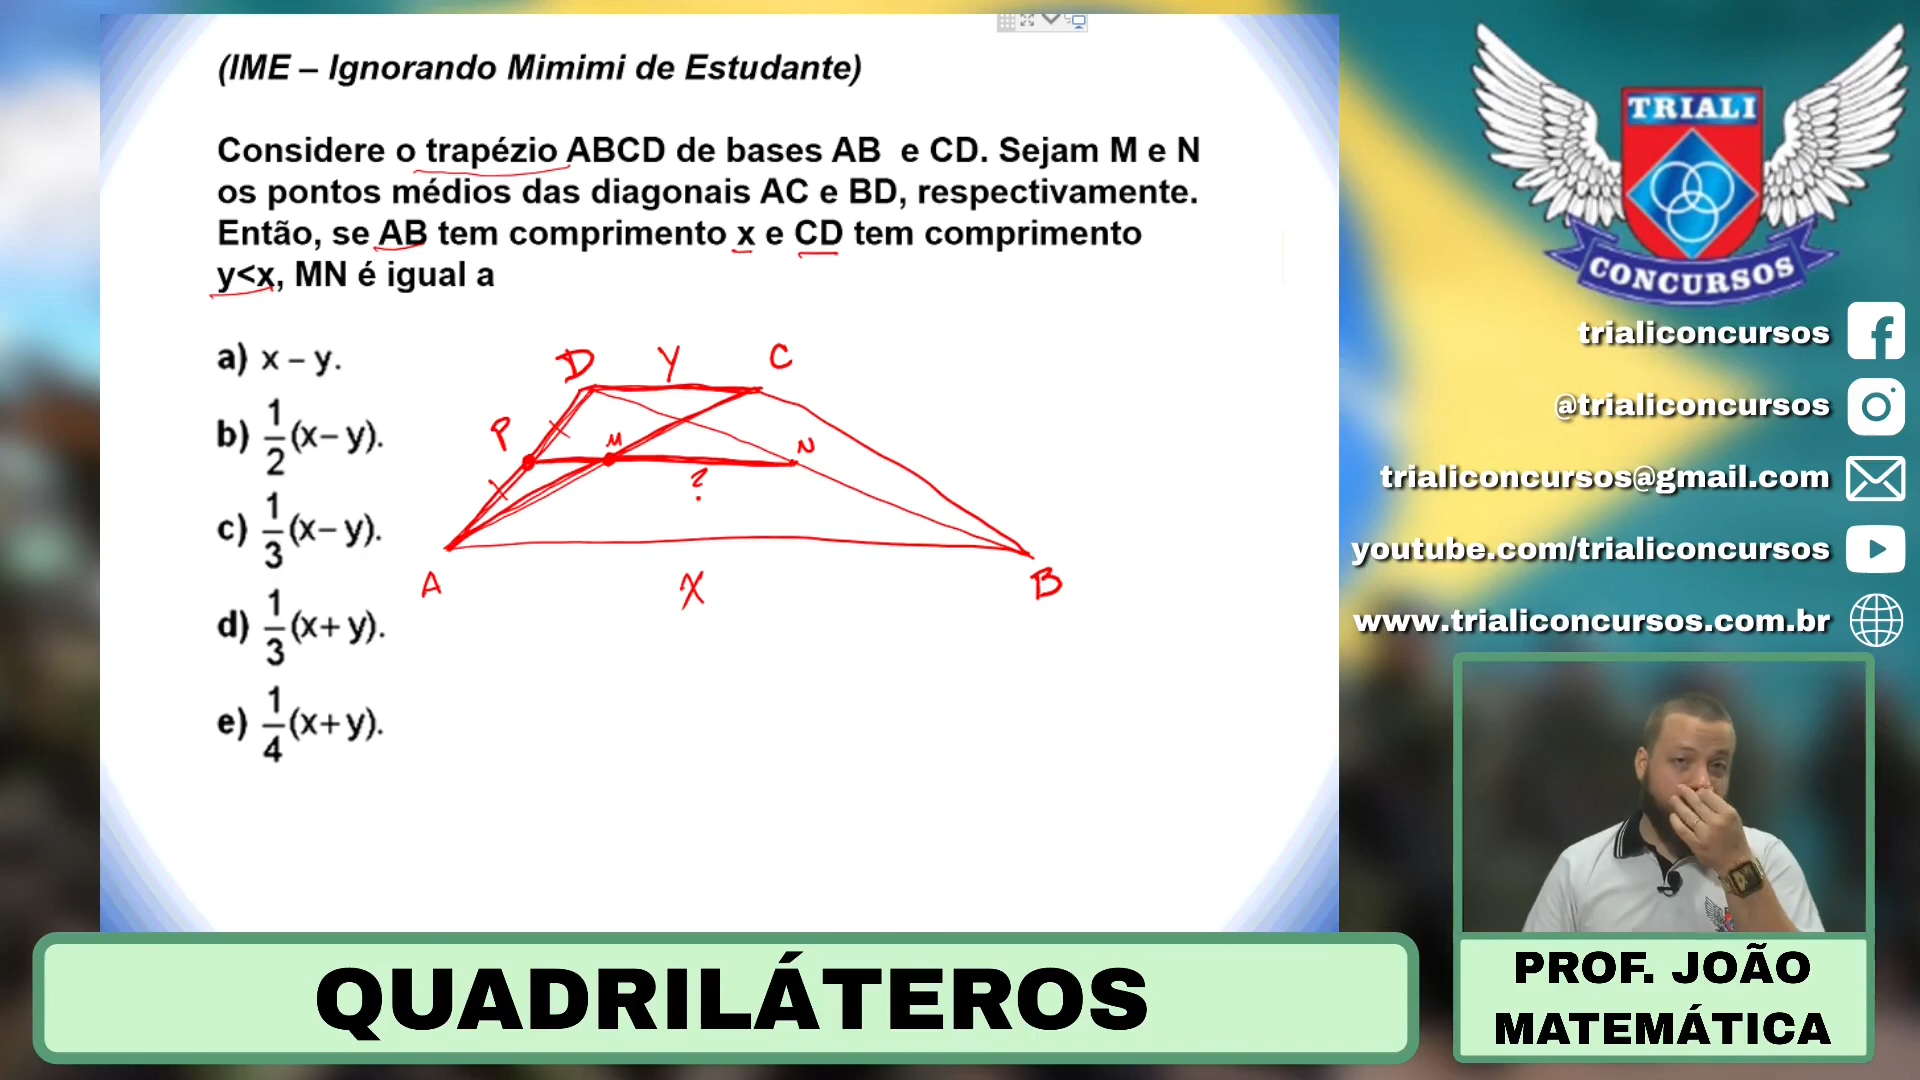 (IME – Ignorando Mimimi de Estudante)
Considere o trapézio ABCD de bases AB e CD. Sejam M e N
os pontos médios das diagonais AC e BD, respectivamente.
Então, se AB tem comprimento x e CD tem comprimento
y<x, MN é igual a
a) x – y.
b) 1/2 (x– y).
c) 1/3 (x– y).
d) 1/3 (x+ y).
e) 1/4 (x+ y).
D Y C
P M N
?
A X B
TRIALI
CONCURSOS
trialiconcursos
@trialiconcursos
trialiconcursos@gmail.com
youtube.com/trialiconcursos
www.trialiconcursos.com.br
QUADRILÁTEROS
PROF. JOÃO
MATEMÁTICA